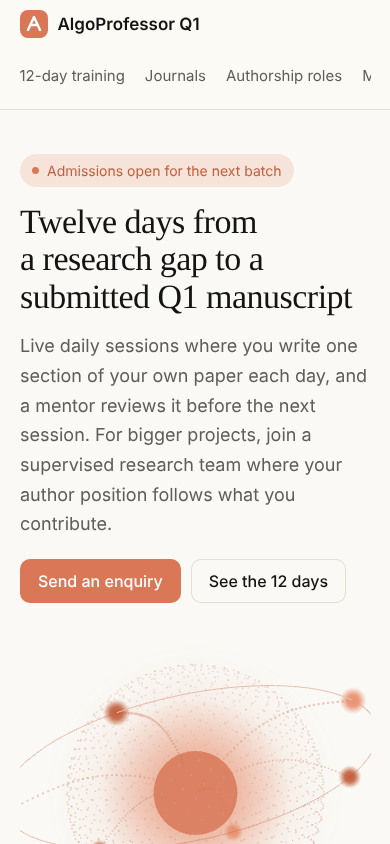 AlgoProfessor Q1
12-day training Journals Authorship roles
Admissions open for the next batch
Twelve days from
a research gap to a
submitted Q1 manuscript
Live daily sessions where you write one
section of your own paper each day, and
a mentor reviews it before the next
session. For bigger projects, join a
supervised research team where your
author position follows what you
contribute.
Send an enquiry See the 12 days